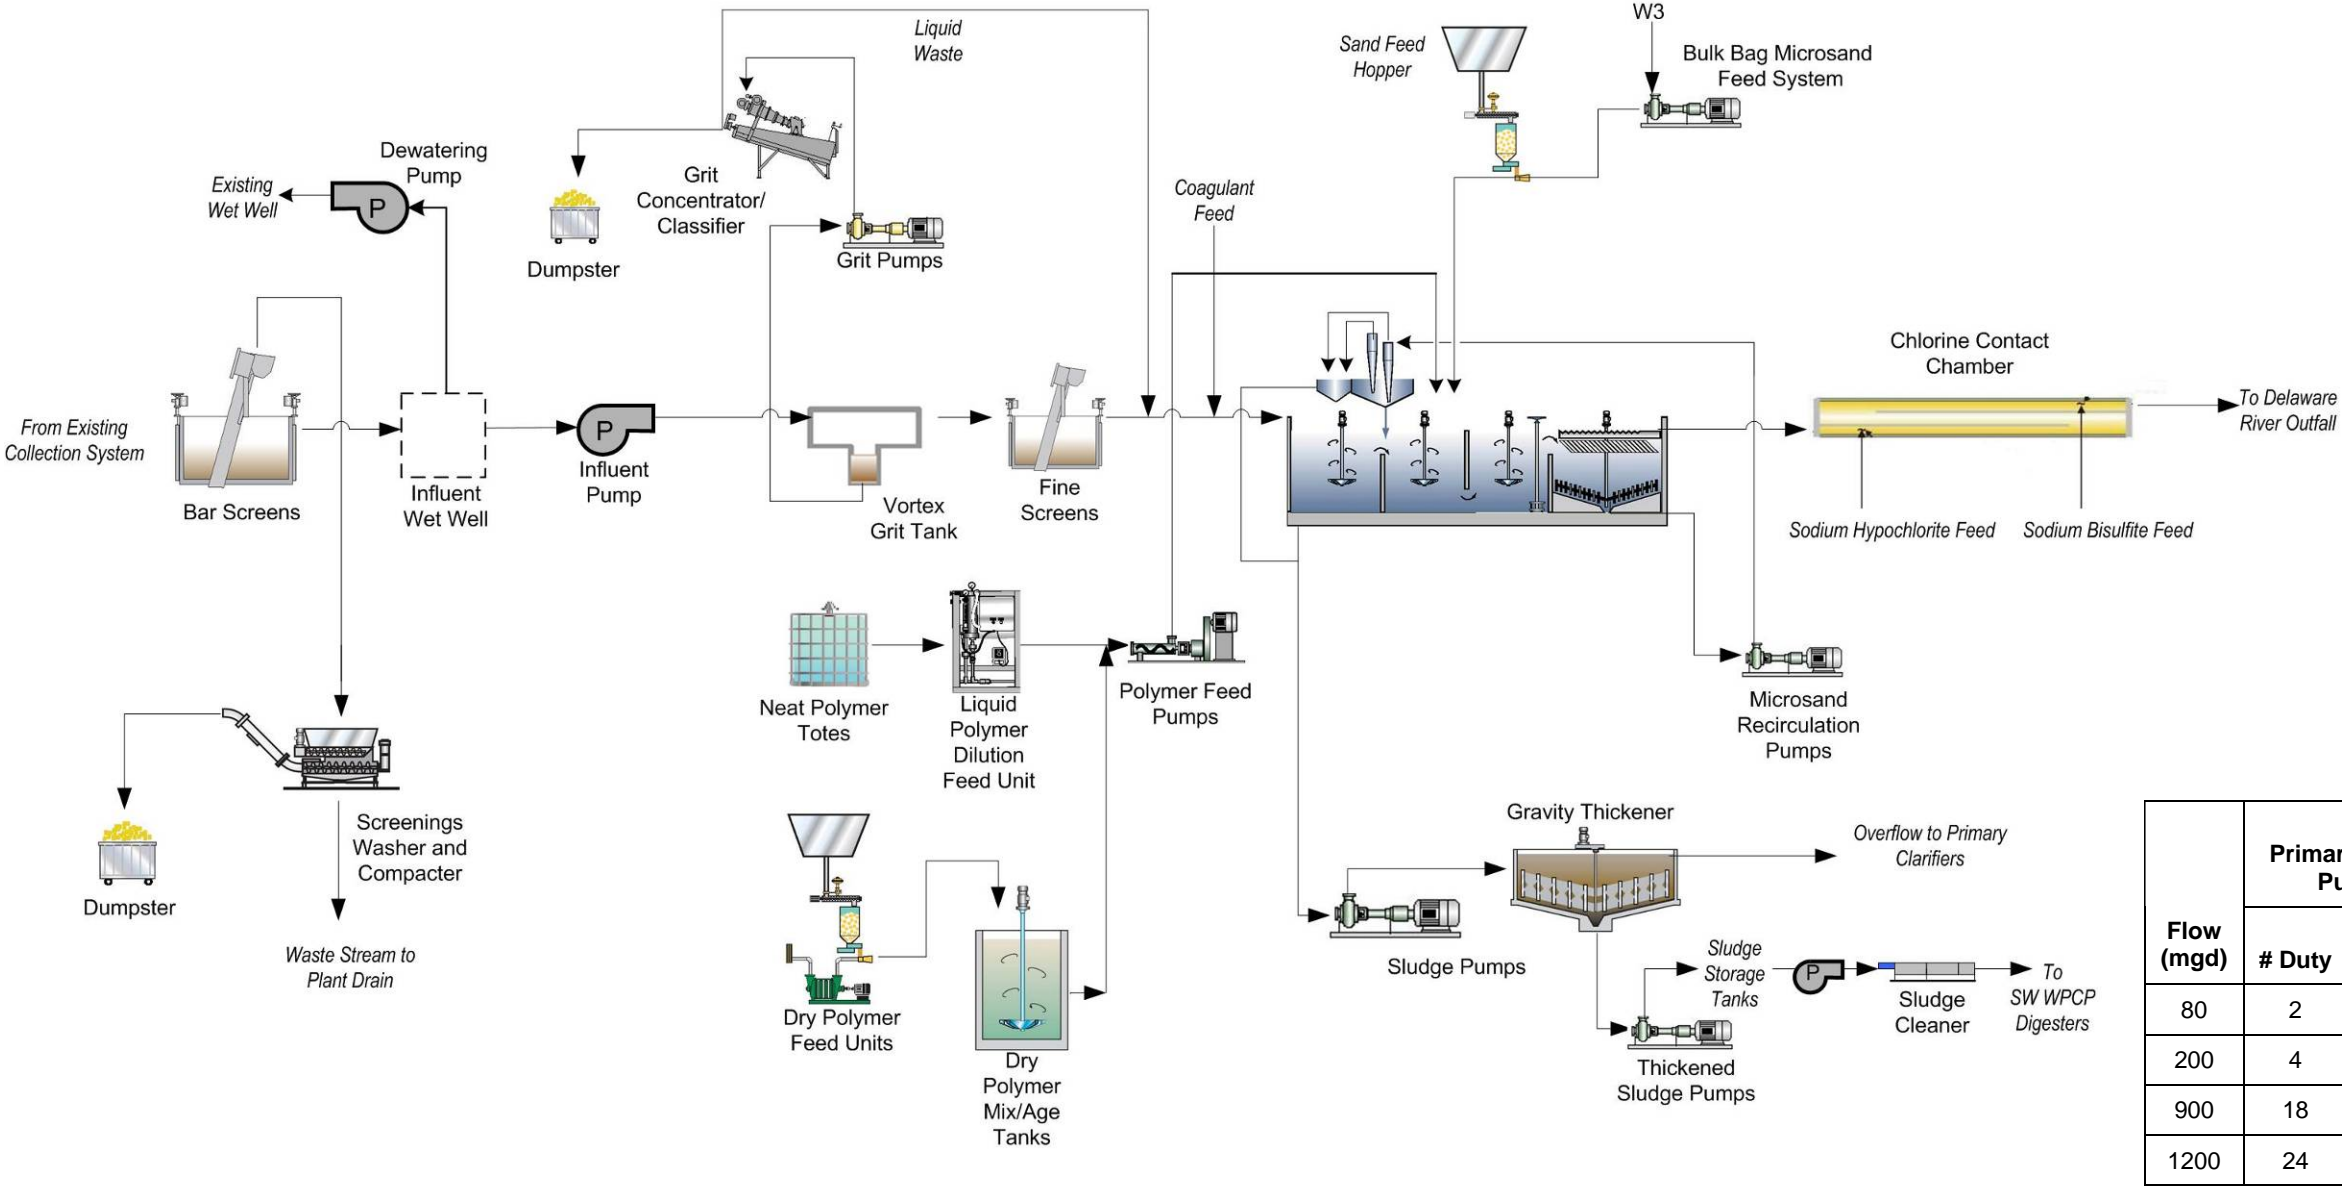 Liquid
Waste
Sand Feed
Hopper
W3
Bulk Bag Microsand
Feed System
Dewatering
Pump
P
Existing
Wet Well
Grit
Concentrator/
Classifier
Dumpster
Grit Pumps
Coagulant
Feed
From Existing
Collection System
Bar Screens
Influent
Wet Well
P
Influent
Pump
Vortex
Grit Tank
Fine
Screens
Chlorine Contact
Chamber
To Delaware
River Outfall
Sodium Hypochlorite Feed
Sodium Bisulfite Feed
Neat Polymer
Totes
Liquid
Polymer
Dilution
Feed Unit
Polymer Feed
Pumps
Microsand
Recirculation
Pumps
Screenings
Washer and
Compacter
Dumpster
Waste Stream to
Plant Drain
Dry Polymer
Feed Units
Dry
Polymer
Mix/Age
Tanks
Gravity Thickener
Overflow to Primary
Clarifiers
Sludge Pumps
Sludge
Storage
Tanks
P
Sludge
Cleaner
To
SW WPCP
Digesters
Thickened
Sludge Pumps
Primar
Pu
Flow
(mgd)
# Duty
80 2
200 4
900 18
1200 24